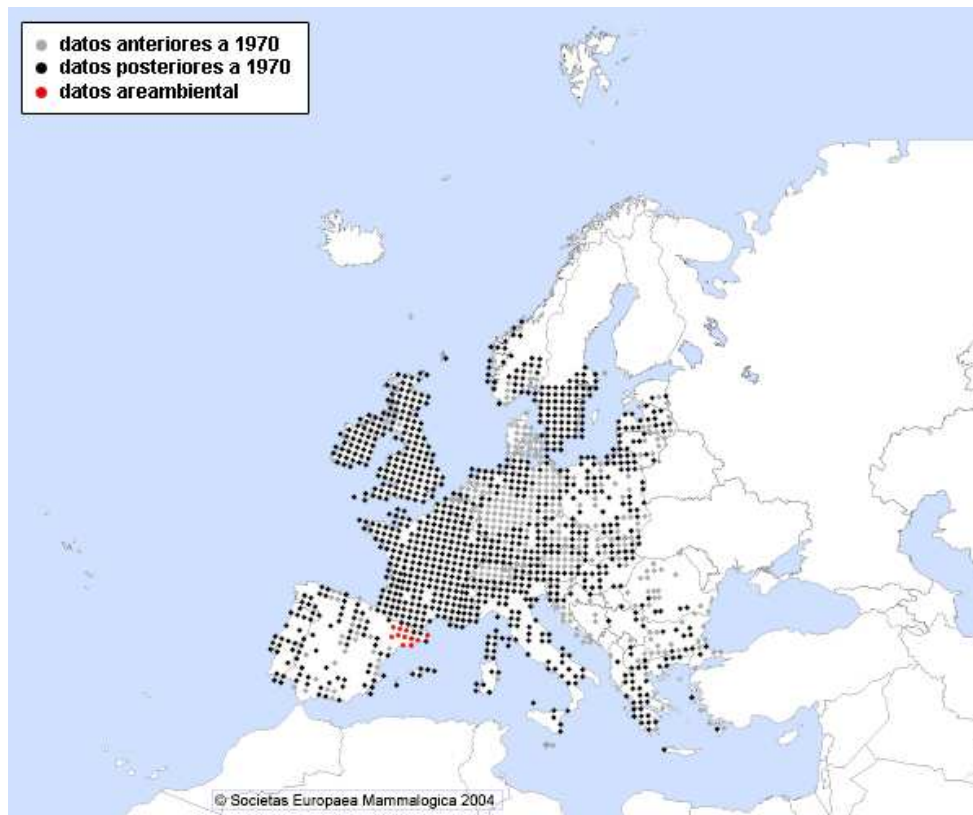 datos anteriores a 1970
datos posteriores a 1970
datos areambiental
© Societas Europaea Mammalogica 2004